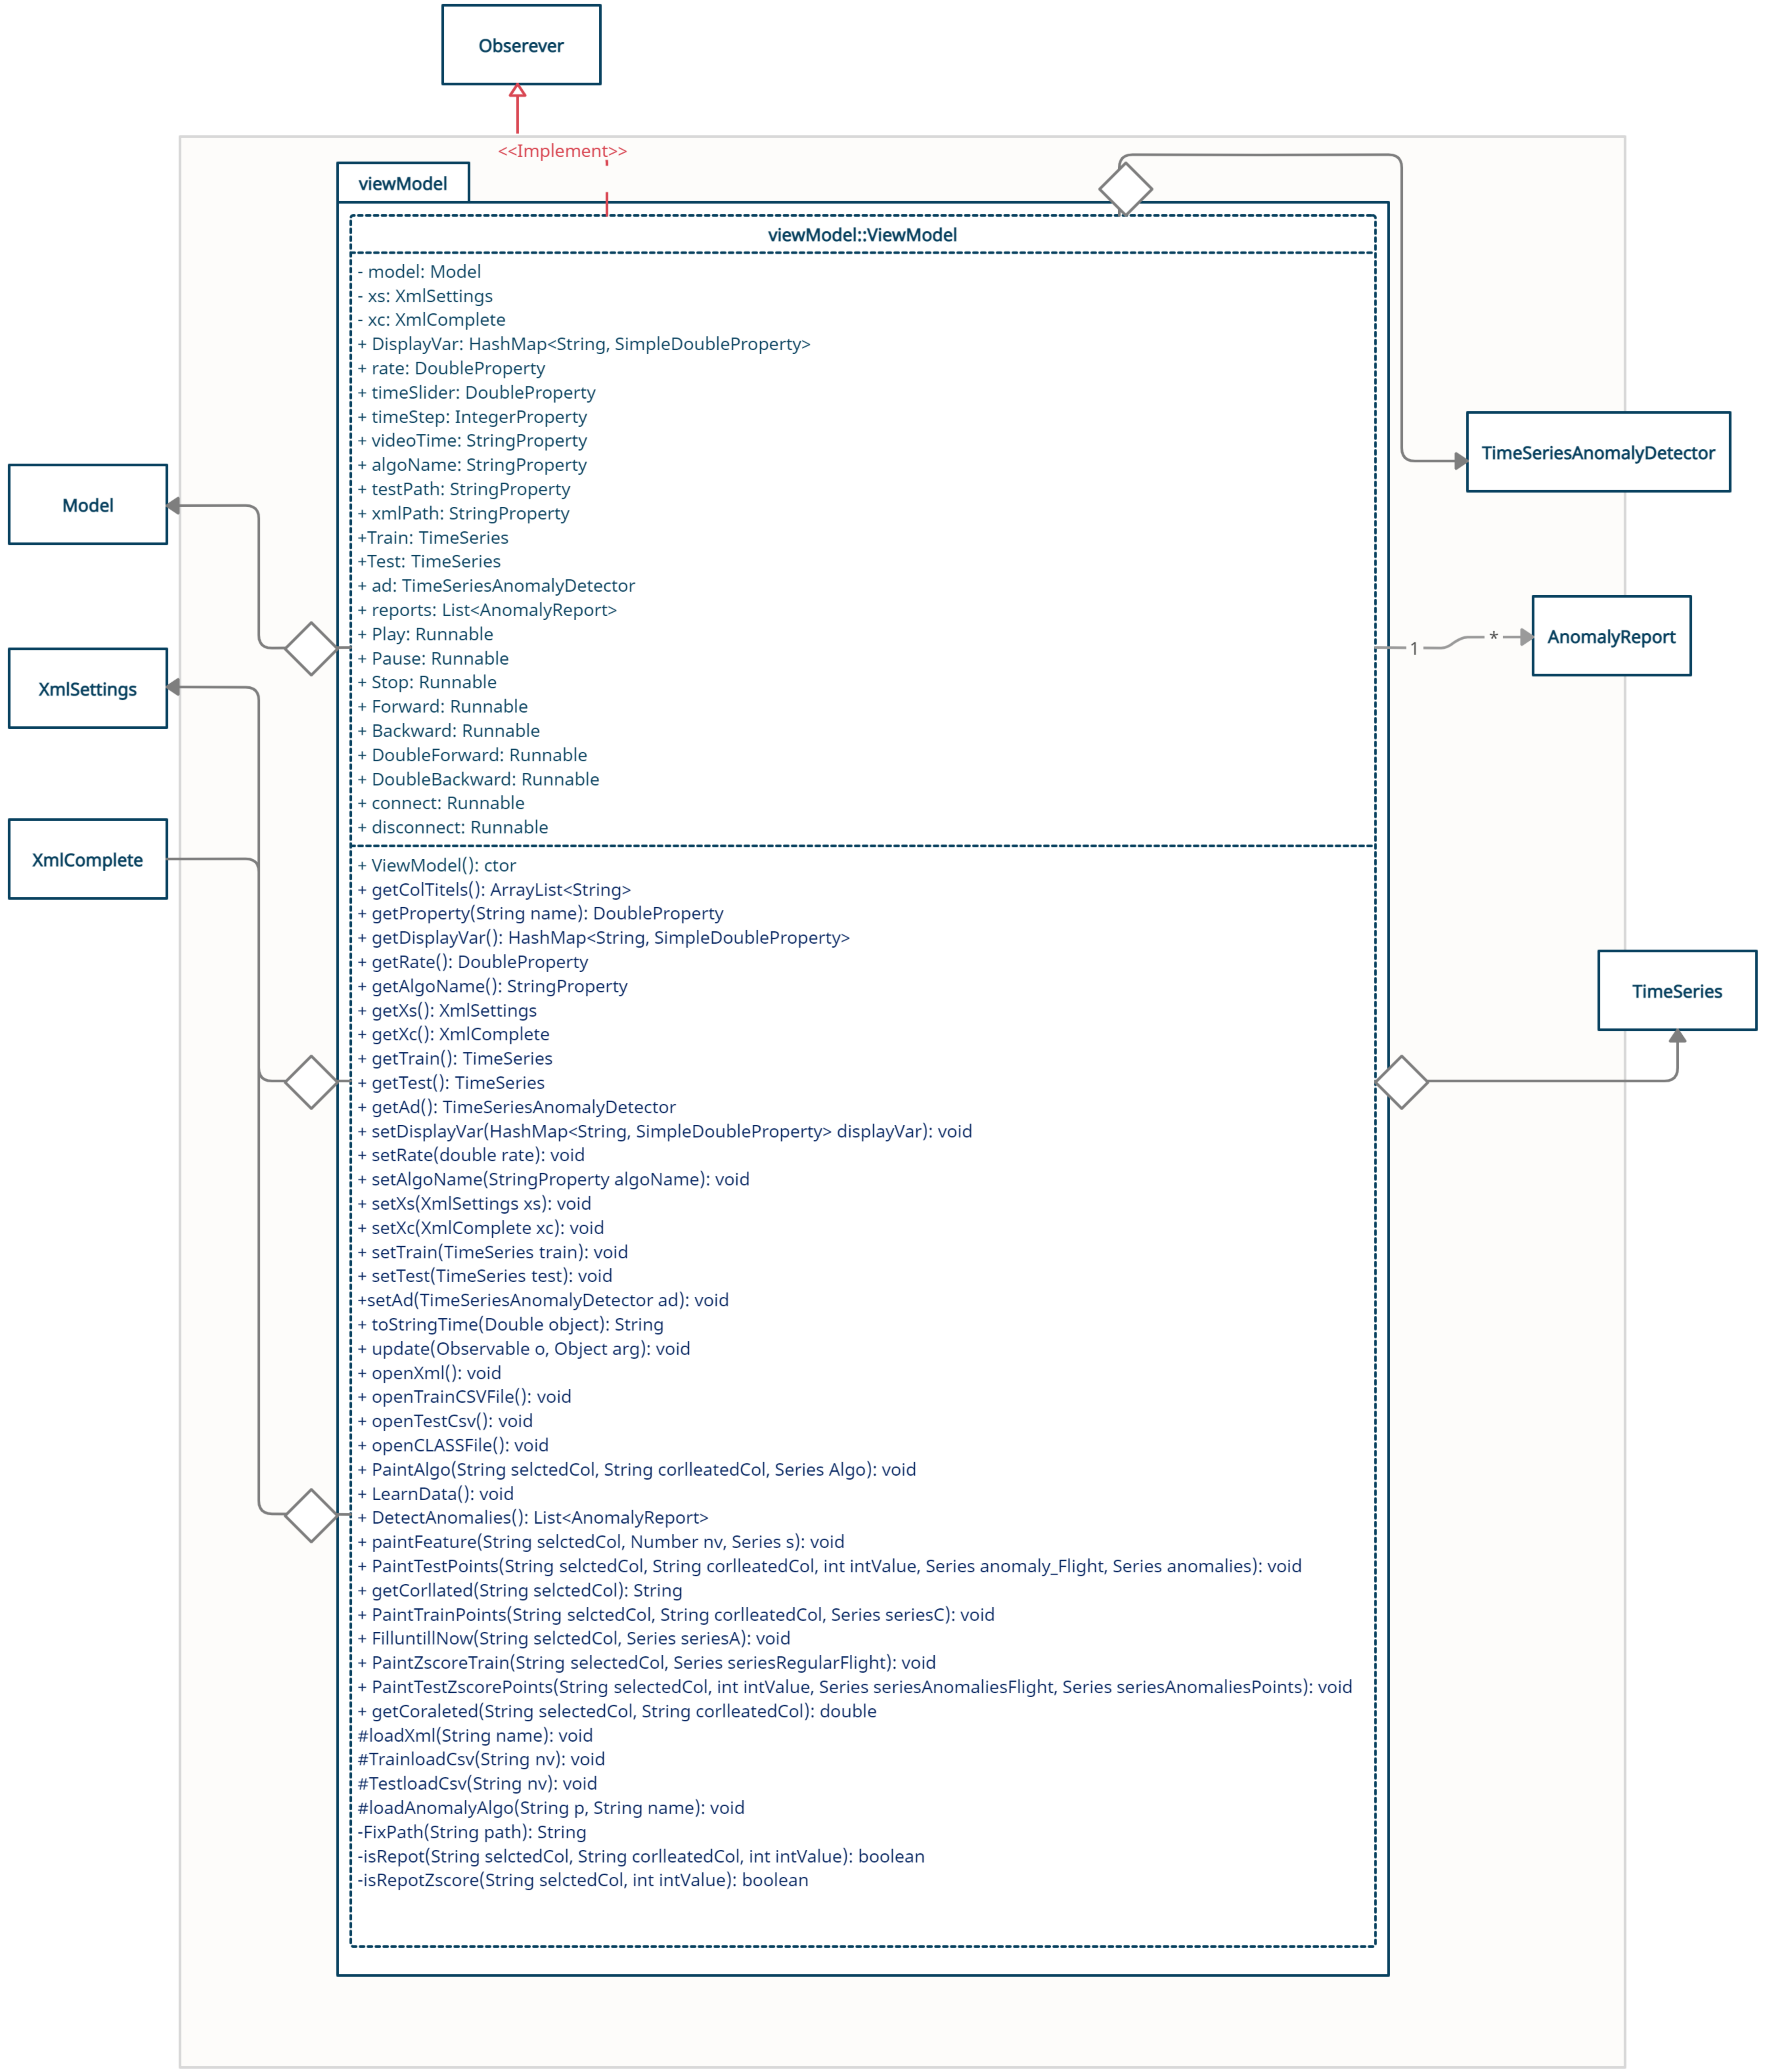 Obserever
<<Implement>>
viewModel
viewModel::ViewModel
- model: Model
- xs: XmlSettings
- xc: XmlComplete
+ DisplayVar: HashMap<String, SimpleDoubleProperty>
+ rate: DoubleProperty
+ timeSlider: DoubleProperty
+ timeStep: IntegerProperty
+ videoTime: StringProperty
+ algoName: StringProperty
+ testPath: StringProperty
+ xmlPath: StringProperty
+Train: TimeSeries
+Test: TimeSeries
+ ad: TimeSeriesAnomalyDetector
+ reports: List<AnomalyReport>
+ Play: Runnable
+ Pause: Runnable
+ Stop: Runnable
+ Forward: Runnable
+ Backward: Runnable
+ DoubleForward: Runnable
+ DoubleBackward: Runnable
+ connect: Runnable
+ disconnect: Runnable
+ ViewModel(): ctor
+ getColTitels(): ArrayList<String>
+ getProperty(String name): DoubleProperty
+ getDisplayVar(): HashMap<String, SimpleDoubleProperty>
+ getRate(): DoubleProperty
+ getAlgoName(): StringProperty
+ getXs(): XmlSettings
+ getXc(): XmlComplete
+ getTrain(): TimeSeries
+ getTest(): TimeSeries
+ getAd(): TimeSeriesAnomalyDetector
+ setDisplayVar(HashMap<String, SimpleDoubleProperty> displayVar): void
+ setRate(double rate): void
+ setAlgoName(StringProperty algoName): void
+ setXs(XmlSettings xs): void
+ setXc(XmlComplete xc): void
+ setTrain(TimeSeries train): void
+ setTest(TimeSeries test): void
+setAd(TimeSeriesAnomalyDetector ad): void
+ toStringTime(Double object): String
+ update(Observable o, Object arg): void
+ openXml(): void
+ openTrainCSVFile(): void
+ openTestCsv(): void
+ openCLASSFile(): void
+ PaintAlgo(String selctedCol, String corlleatedCol, Series Algo): void
+ LearnData(): void
+ DetectAnomalies(): List<AnomalyReport>
+ paintFeature(String selctedCol, Number nv, Series s): void
+ PaintTestPoints(String selctedCol, String corlleatedCol, int intValue, Series anomaly_Flight, Series anomalies): void
+ getCorllated(String selctedCol): String
+ PaintTrainPoints(String selctedCol, String corlleatedCol, Series seriesC): void
+ FilluntillNow(String selctedCol, Series seriesA): void
+ PaintZscoreTrain(String selectedCol, Series seriesRegularFlight): void
+ PaintTestZscorePoints(String selectedCol, int intValue, Series seriesAnomaliesFlight, Series seriesAnomaliesPoints): void
+ getCoraleted(String selectedCol, String corlleatedCol): double
#loadXml(String name): void
#TrainloadCsv(String nv): void
#TestloadCsv(String nv): void
#loadAnomalyAlgo(String p, String name): void
-FixPath(String path): String
-isRepot(String selctedCol, String corlleatedCol, int intValue): boolean
-isRepotZscore(String selctedCol, int intValue): boolean
Model
XmlSettings
XmlComplete
TimeSeriesAnomalyDetector
1 *
AnomalyReport
TimeSeries